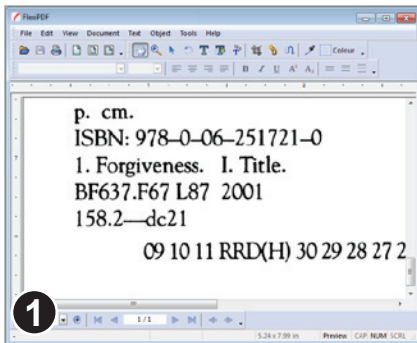 FlexiPDF
File Edit View Document Text Object Tools Help
Colour
p. cm.
ISBN: 978–0–06–251721–0
1. Forgiveness. I. Title.
BF637.F67 L87 2001
158.2—dc21
09 10 11 RRD(H) 30 29 28 27 2
1
1 / 1
5.24 x 7.99 in Preview CAP NUM SCRL